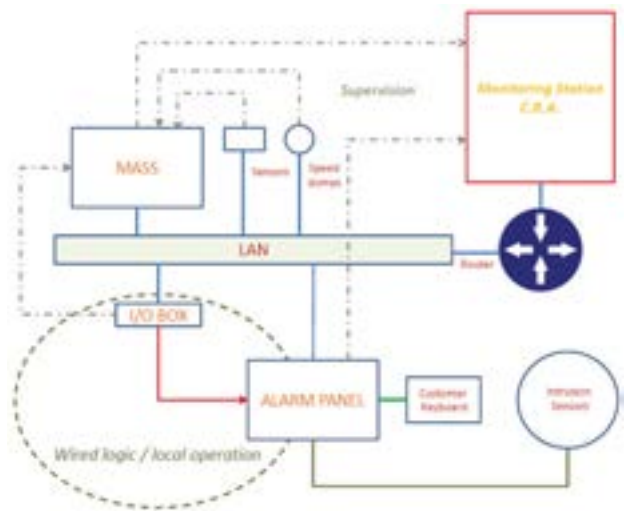 Monitoring Station
C.R.A.
Supervision
MASS
Sensors
Speed
domes
LAN
Router
I/O BOX
ALARM PANEL
Customer
Keyboard
Intrusion
Sensors
Wired logic / local operation